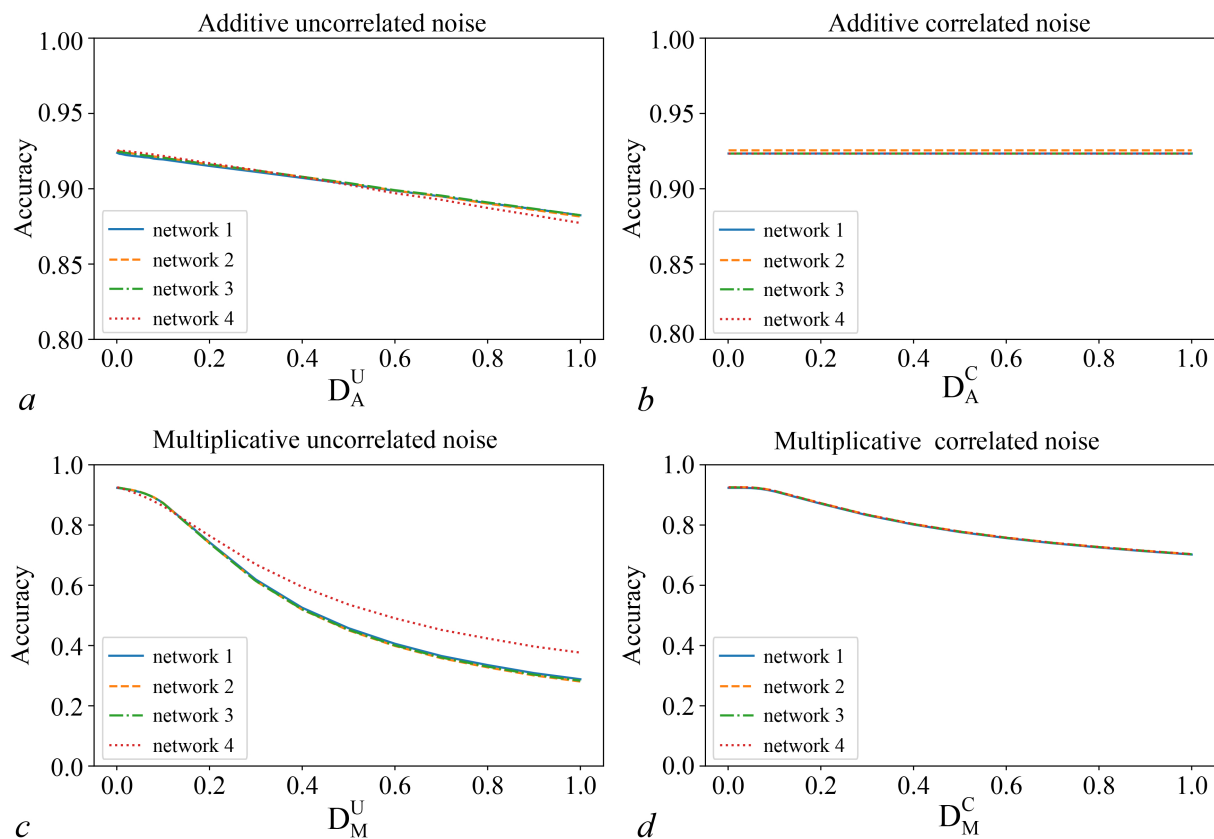 Additive uncorrelated noise
1.00
0.95
0.90
0.85
0.80
Accuracy
network 1
network 2
network 3
network 4
0.0 0.2 0.4 0.6 0.8 1.0
D_A^U
a
Additive correlated noise
1.00
0.95
0.90
0.85
0.80
Accuracy
network 1
network 2
network 3
network 4
0.0 0.2 0.4 0.6 0.8 1.0
D_A^C
b
Multiplicative uncorrelated noise
1.0
0.8
0.6
0.4
0.2
0.0
Accuracy
network 1
network 2
network 3
network 4
0.0 0.2 0.4 0.6 0.8 1.0
D_M^U
c
Multiplicative correlated noise
1.0
0.8
0.6
0.4
0.2
0.0
Accuracy
network 1
network 2
network 3
network 4
0.0 0.2 0.4 0.6 0.8 1.0
D_M^C
d